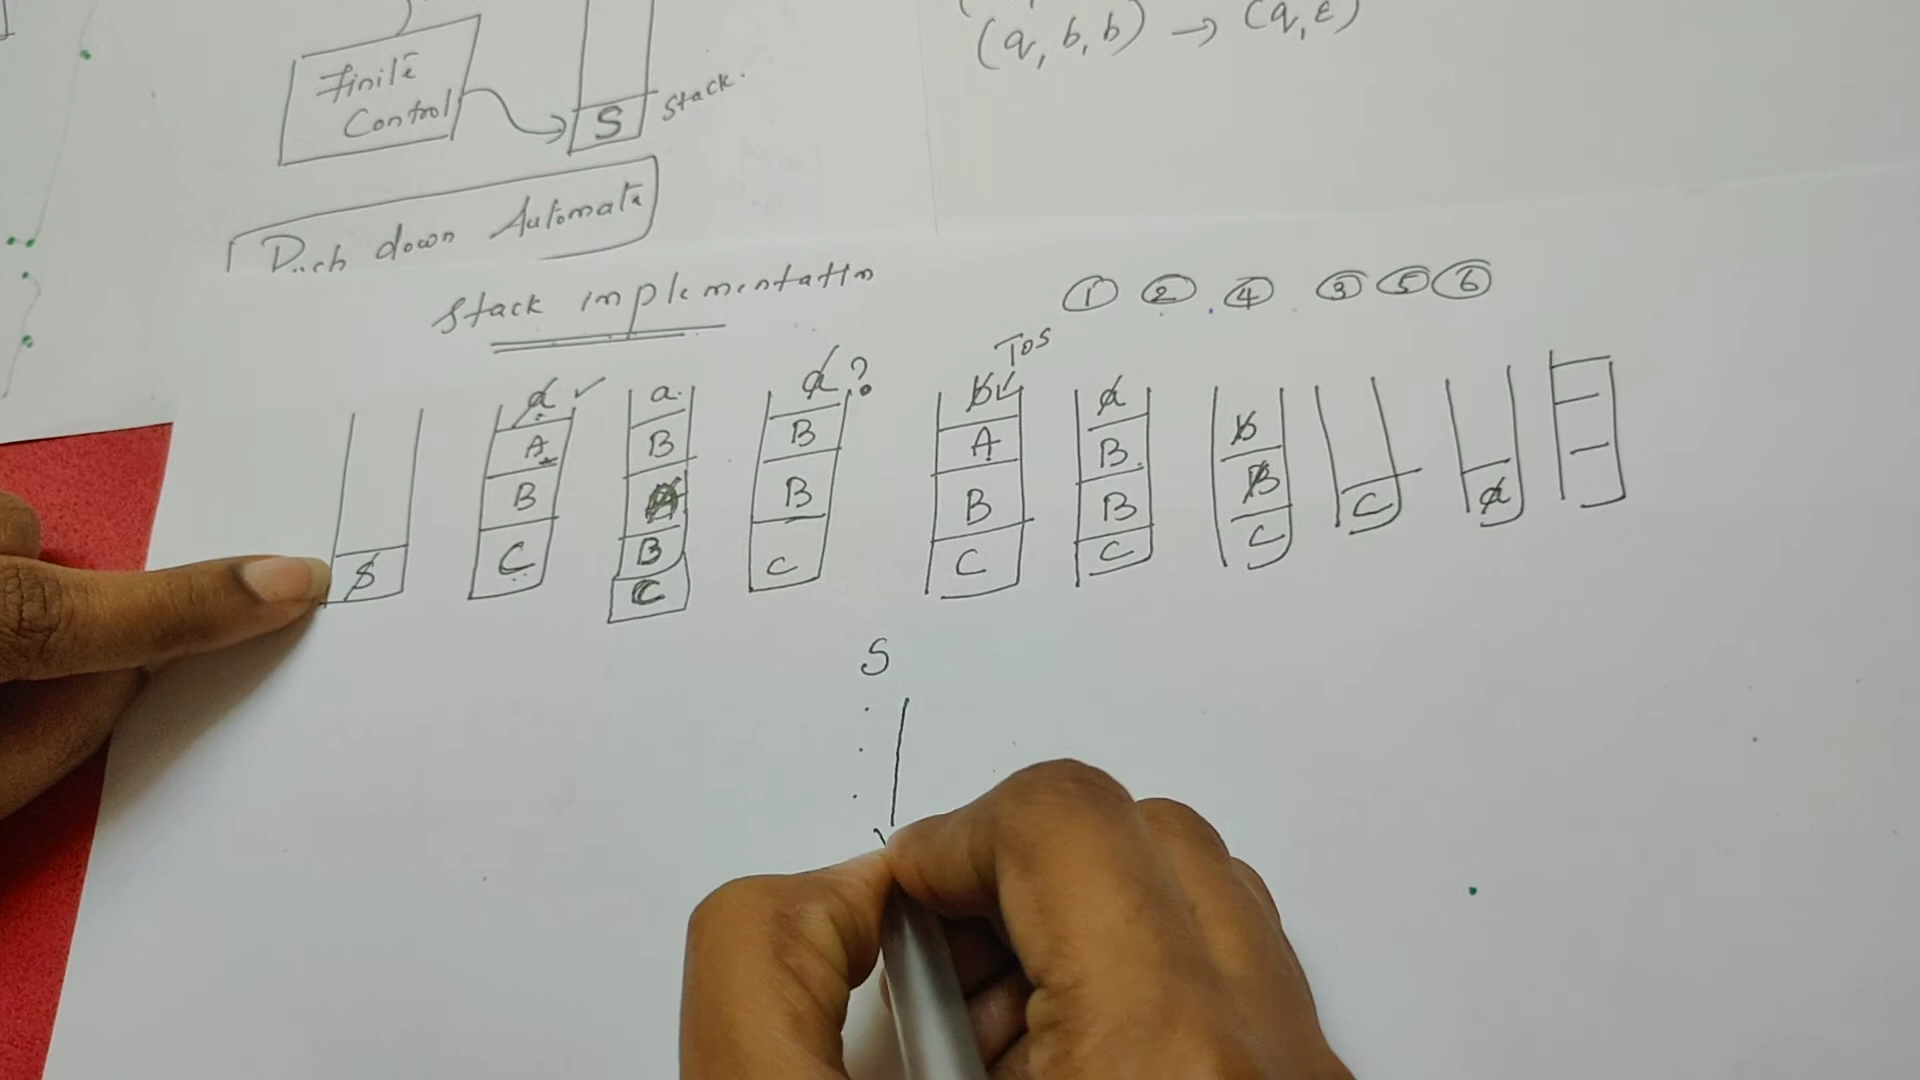 (q, b, b) → (q, ε)
Finite
Control
S
Stack.
Push down Automata
Stack implementation
① ② ④ ③ ⑤ ⑥
TOS
a ✓ a a ? b ✓ a
A B B A B b
B A B B B B C a
C B C C C C
S C
S